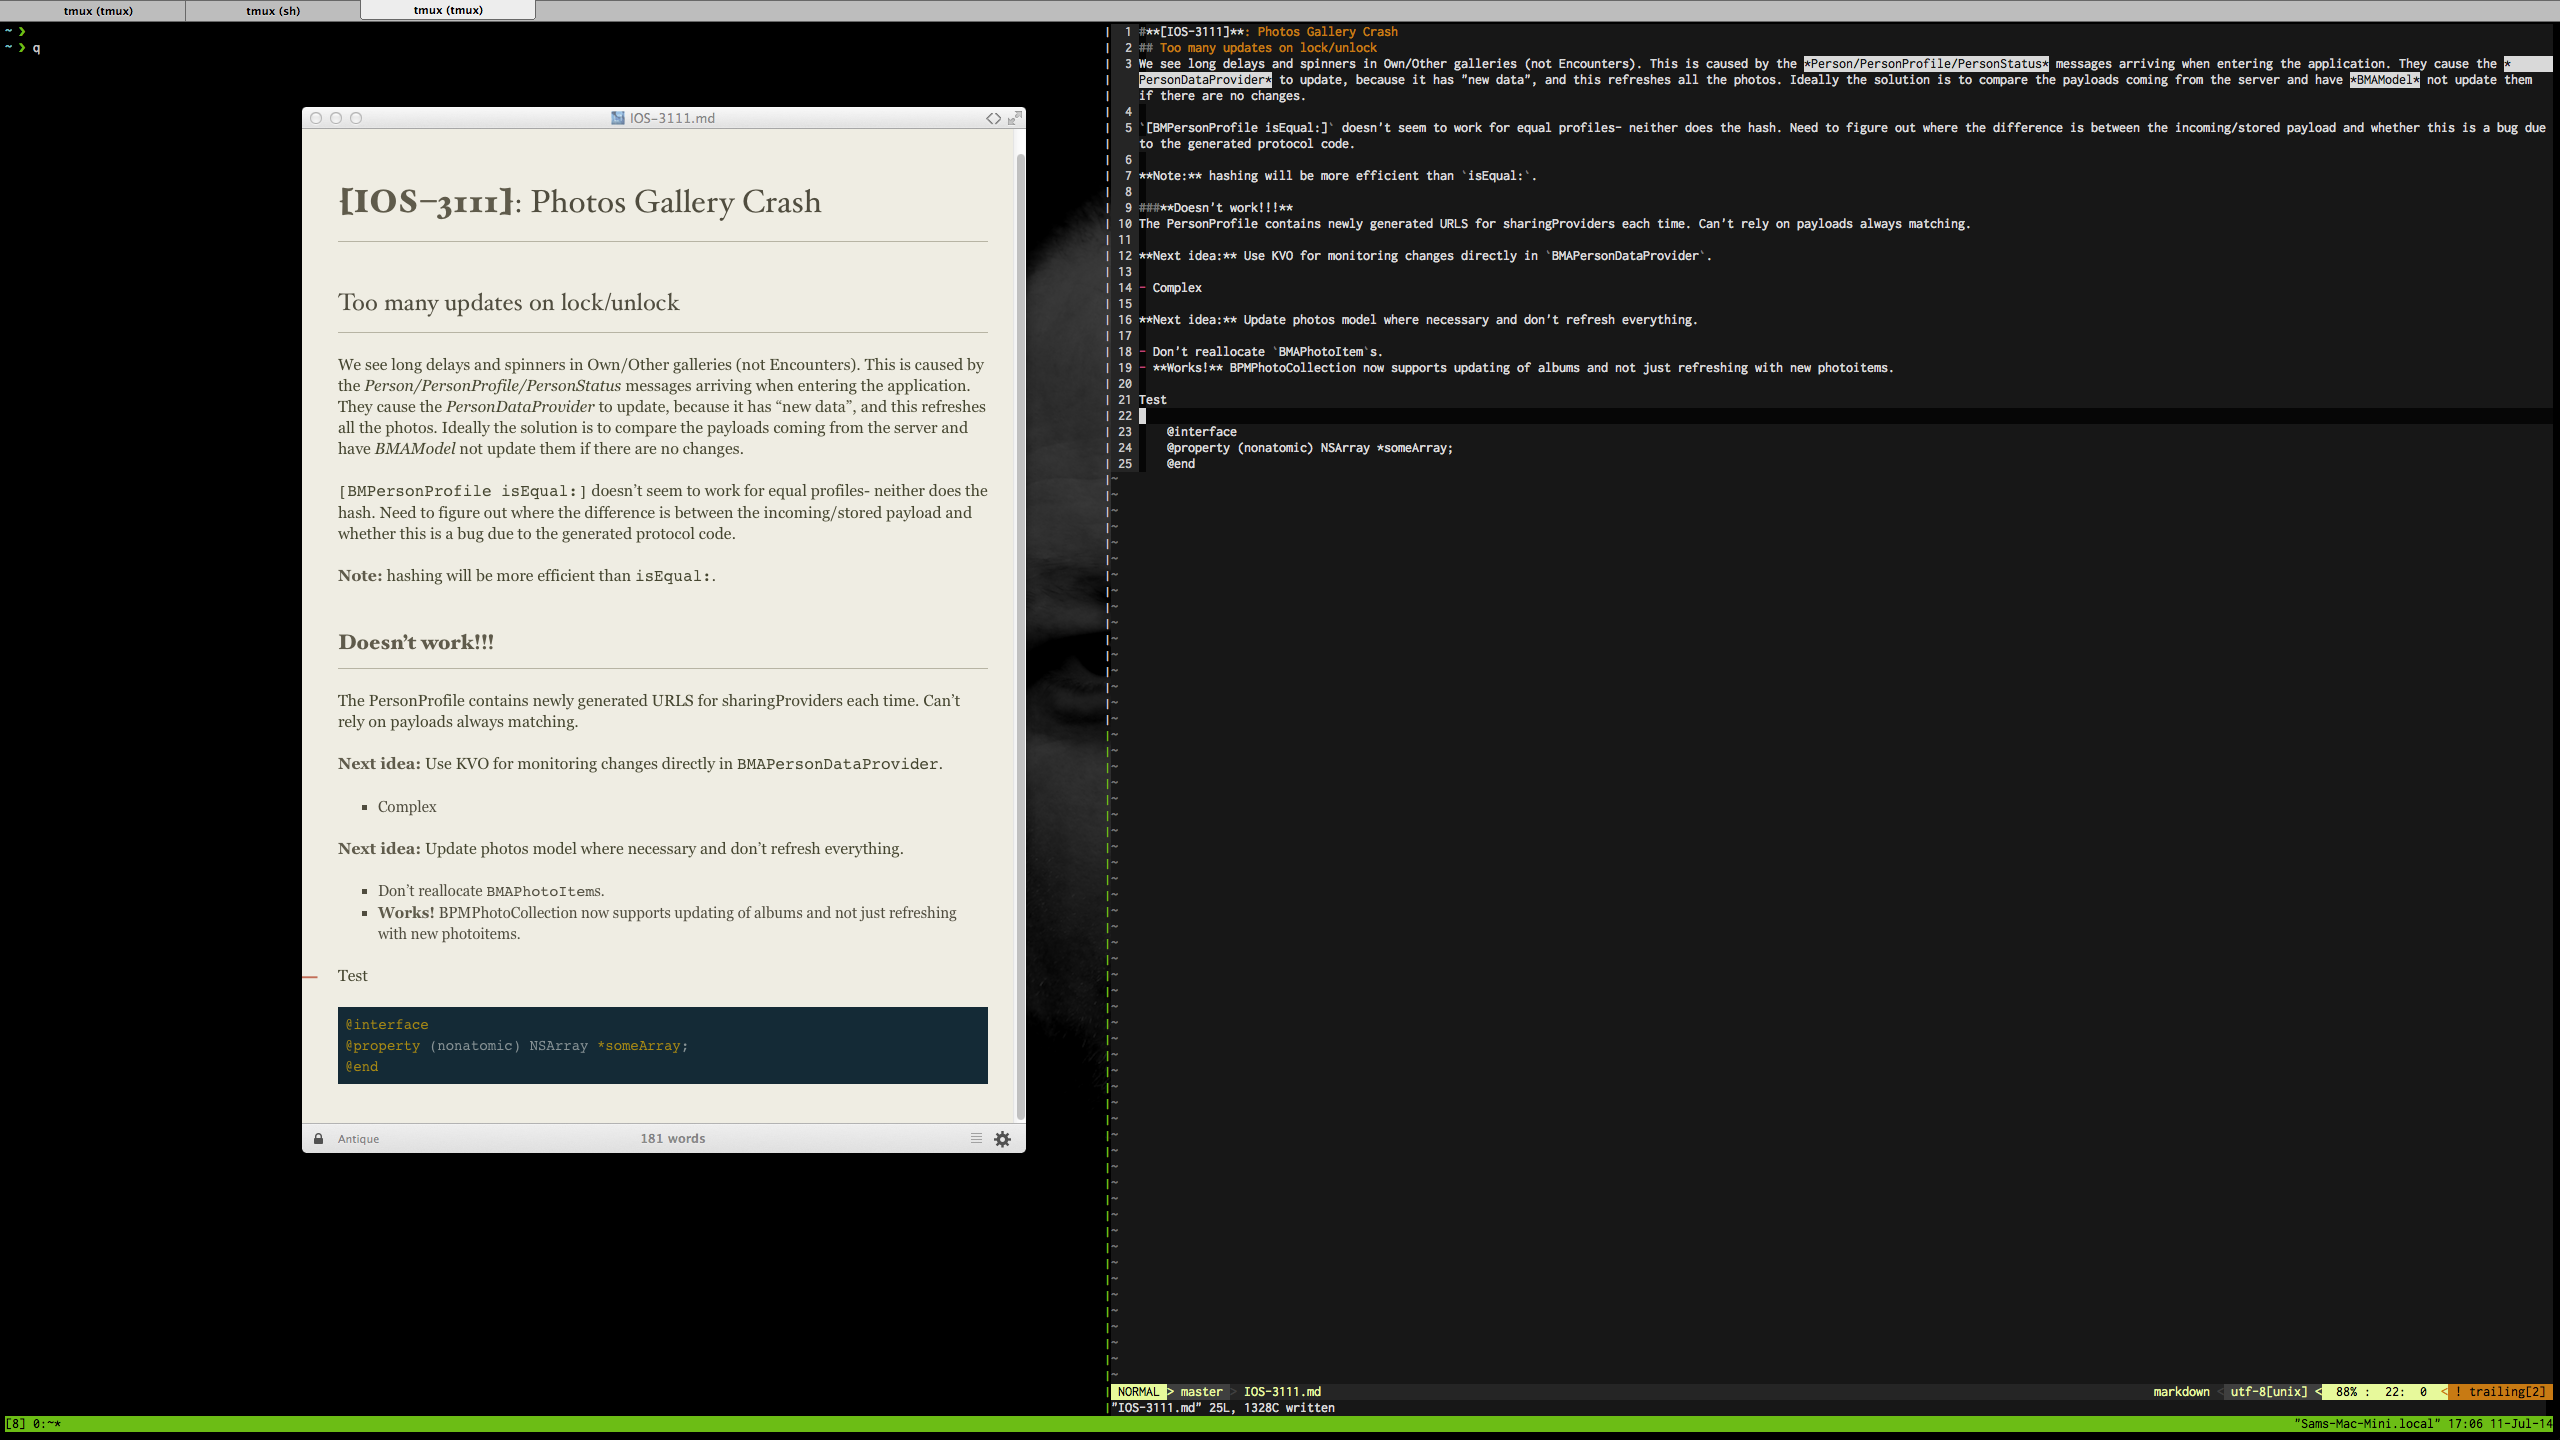 tmux (tmux) tmux (sh) tmux (tmux)
~ ❯
~ ❯ q
IOS-3111.md
[IOS-3111]: Photos Gallery Crash
Too many updates on lock/unlock
We see long delays and spinners in Own/Other galleries (not Encounters). This is caused by
the Person/PersonProfile/PersonStatus messages arriving when entering the application.
They cause the PersonDataProvider to update, because it has “new data”, and this refreshes
all the photos. Ideally the solution is to compare the payloads coming from the server and
have BMAModel not update them if there are no changes.
[BMPersonProfile isEqual:] doesn’t seem to work for equal profiles- neither does the
hash. Need to figure out where the difference is between the incoming/stored payload and
whether this is a bug due to the generated protocol code.
Note: hashing will be more efficient than isEqual:.
Doesn’t work!!!
The PersonProfile contains newly generated URLS for sharingProviders each time. Can’t
rely on payloads always matching.
Next idea: Use KVO for monitoring changes directly in BMAPersonDataProvider.
▪ Complex
Next idea: Update photos model where necessary and don’t refresh everything.
▪ Don’t reallocate BMAPhotoItems.
▪ Works! BPMPhotoCollection now supports updating of albums and not just refreshing
with new photoitems.
Test
@interface
@property (nonatomic) NSArray *someArray;
@end
Antique 181 words
1 #**[IOS-3111]**: Photos Gallery Crash
2 ## Too many updates on lock/unlock
3 We see long delays and spinners in Own/Other galleries (not Encounters). This is caused by the *Person/PersonProfile/PersonStatus* messages arriving when entering the application. They cause the *
PersonDataProvider* to update, because it has "new data", and this refreshes all the photos. Ideally the solution is to compare the payloads coming from the server and have *BMAModel* not update them
if there are no changes.
4
5 `[BMPersonProfile isEqual:]` doesn't seem to work for equal profiles- neither does the hash. Need to figure out where the difference is between the incoming/stored payload and whether this is a bug due
to the generated protocol code.
6
7 **Note:** hashing will be more efficient than `isEqual:`.
8
9 ###**Doesn't work!!!**
10 The PersonProfile contains newly generated URLS for sharingProviders each time. Can't rely on payloads always matching.
11
12 **Next idea:** Use KVO for monitoring changes directly in `BMAPersonDataProvider`.
13
14 - Complex
15
16 **Next idea:** Update photos model where necessary and don't refresh everything.
17
18 - Don't reallocate `BMAPhotoItem`s.
19 - **Works!** BPMPhotoCollection now supports updating of albums and not just refreshing with new photoitems.
20
21 Test
22
23 @interface
24 @property (nonatomic) NSArray *someArray;
25 @end
NORMAL > master > IOS-3111.md markdown < utf-8[unix] < 88% : 22: 0 < ! trailing[2]
"IOS-3111.md" 25L, 1328C written
[8] 0:~* "Sams-Mac-Mini.local" 17:06 11-Jul-14